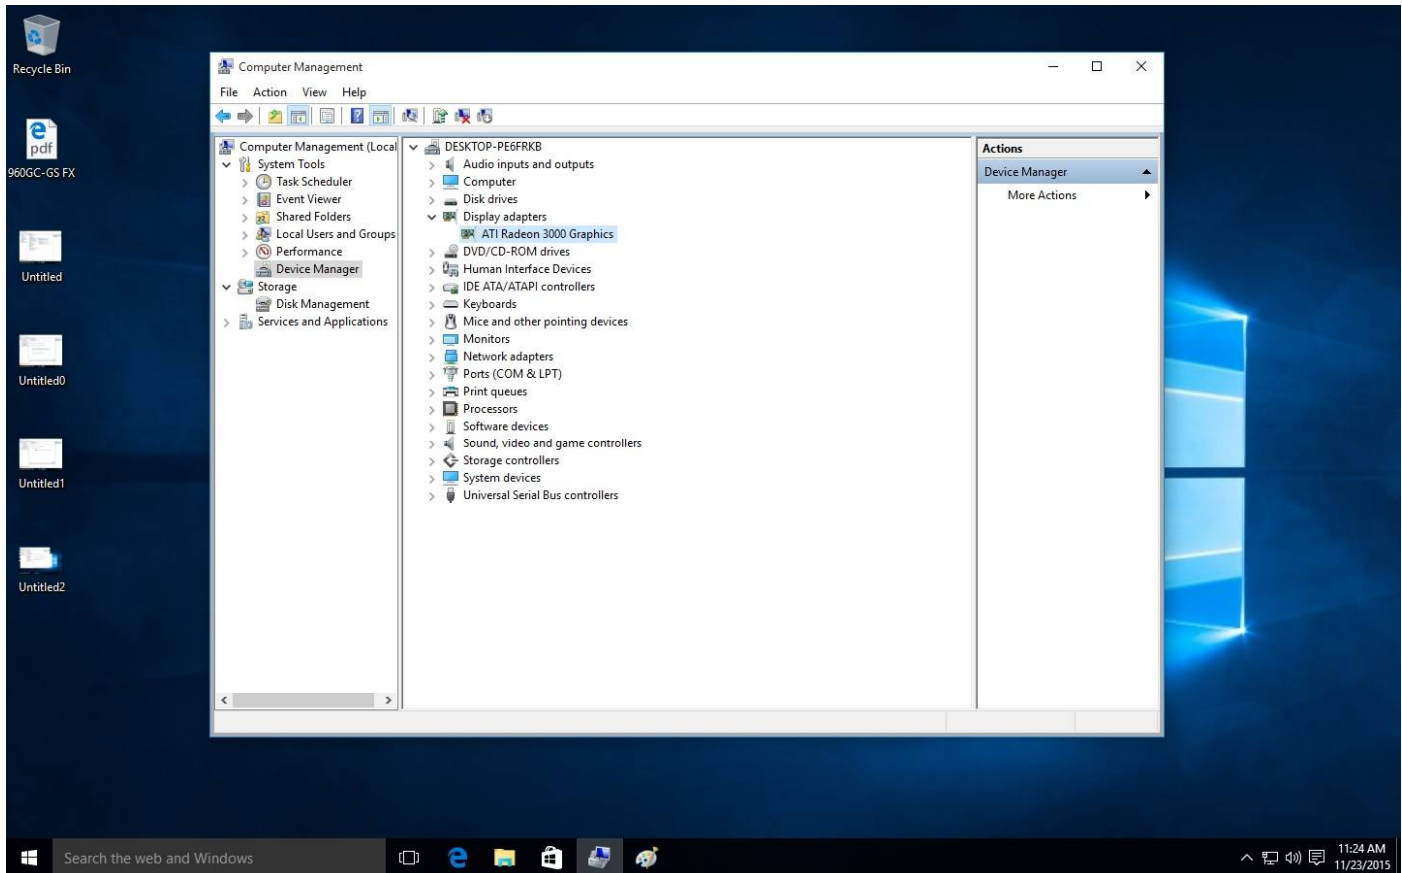 Recycle Bin
pdf
960GC-GS FX
Untitled
Untitled0
Untitled1
Untitled2
Computer Management
File Action View Help
Computer Management (Local
System Tools
Task Scheduler
Event Viewer
Shared Folders
Local Users and Groups
Performance
Device Manager
Storage
Disk Management
Services and Applications
DESKTOP-PE6FRKB
Audio inputs and outputs
Computer
Disk drives
Display adapters
ATI Radeon 3000 Graphics
DVD/CD-ROM drives
Human Interface Devices
IDE ATA/ATAPI controllers
Keyboards
Mice and other pointing devices
Monitors
Network adapters
Ports (COM & LPT)
Print queues
Processors
Software devices
Sound, video and game controllers
Storage controllers
System devices
Universal Serial Bus controllers
Actions
Device Manager
More Actions
Search the web and Windows
11:24 AM
11/23/2015